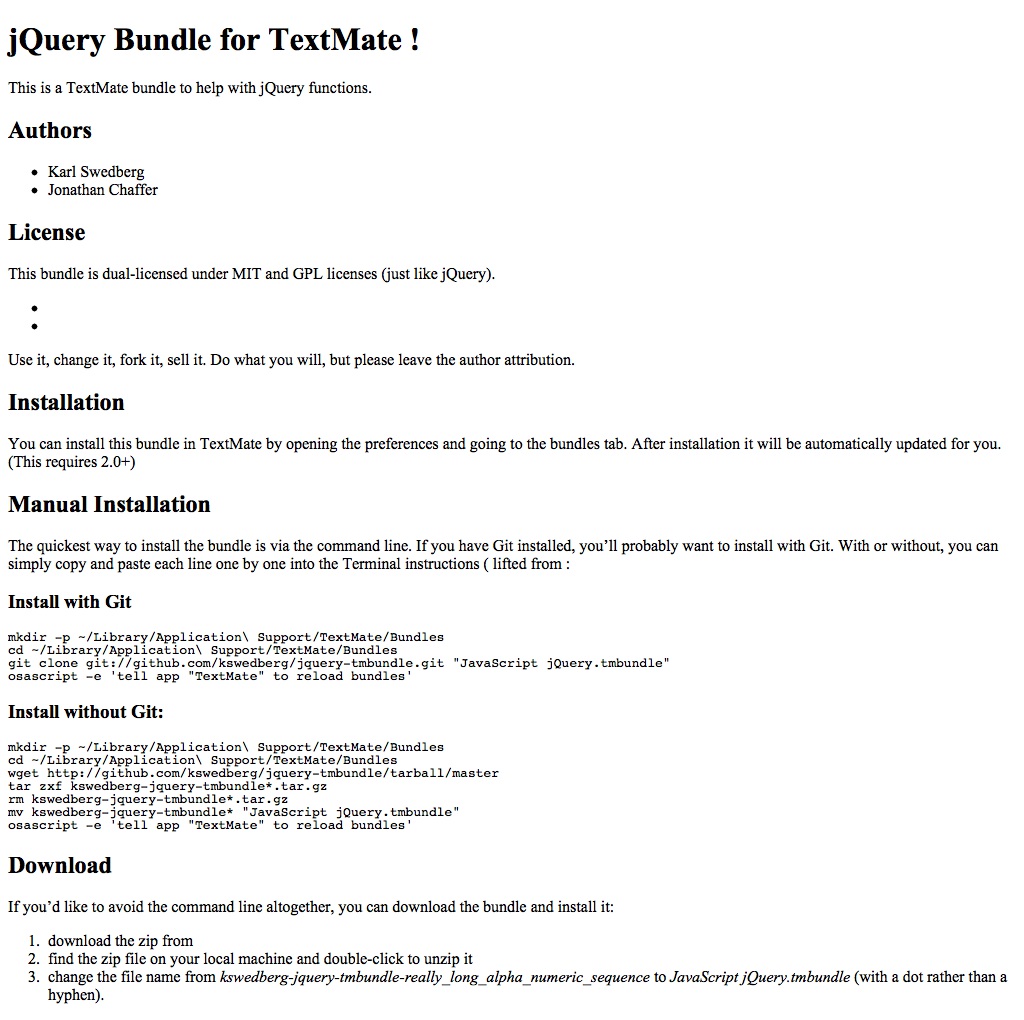 jQuery Bundle for TextMate !
This is a TextMate bundle to help with jQuery functions.
Authors
• Karl Swedberg
• Jonathan Chaffer
License
This bundle is dual-licensed under MIT and GPL licenses (just like jQuery).
•
•
Use it, change it, fork it, sell it. Do what you will, but please leave the author attribution.
Installation
You can install this bundle in TextMate by opening the preferences and going to the bundles tab. After installation it will be automatically updated for you.
(This requires 2.0+)
Manual Installation
The quickest way to install the bundle is via the command line. If you have Git installed, you’ll probably want to install with Git. With or without, you can
simply copy and paste each line one by one into the Terminal instructions ( lifted from :
Install with Git
mkdir -p ~/Library/Application\ Support/TextMate/Bundles
cd ~/Library/Application\ Support/TextMate/Bundles
git clone git://github.com/kswedberg/jquery-tmbundle.git "JavaScript jQuery.tmbundle"
osascript -e 'tell app "TextMate" to reload bundles'
Install without Git:
mkdir -p ~/Library/Application\ Support/TextMate/Bundles
cd ~/Library/Application\ Support/TextMate/Bundles
wget http://github.com/kswedberg/jquery-tmbundle/tarball/master
tar zxf kswedberg-jquery-tmbundle*.tar.gz
rm kswedberg-jquery-tmbundle*.tar.gz
mv kswedberg-jquery-tmbundle* "JavaScript jQuery.tmbundle"
osascript -e 'tell app "TextMate" to reload bundles'
Download
If you’d like to avoid the command line altogether, you can download the bundle and install it:
1. download the zip from
2. find the zip file on your local machine and double-click to unzip it
3. change the file name from kswedberg-jquery-tmbundle-really_long_alpha_numeric_sequence to JavaScript jQuery.tmbundle (with a dot rather than a
hyphen).